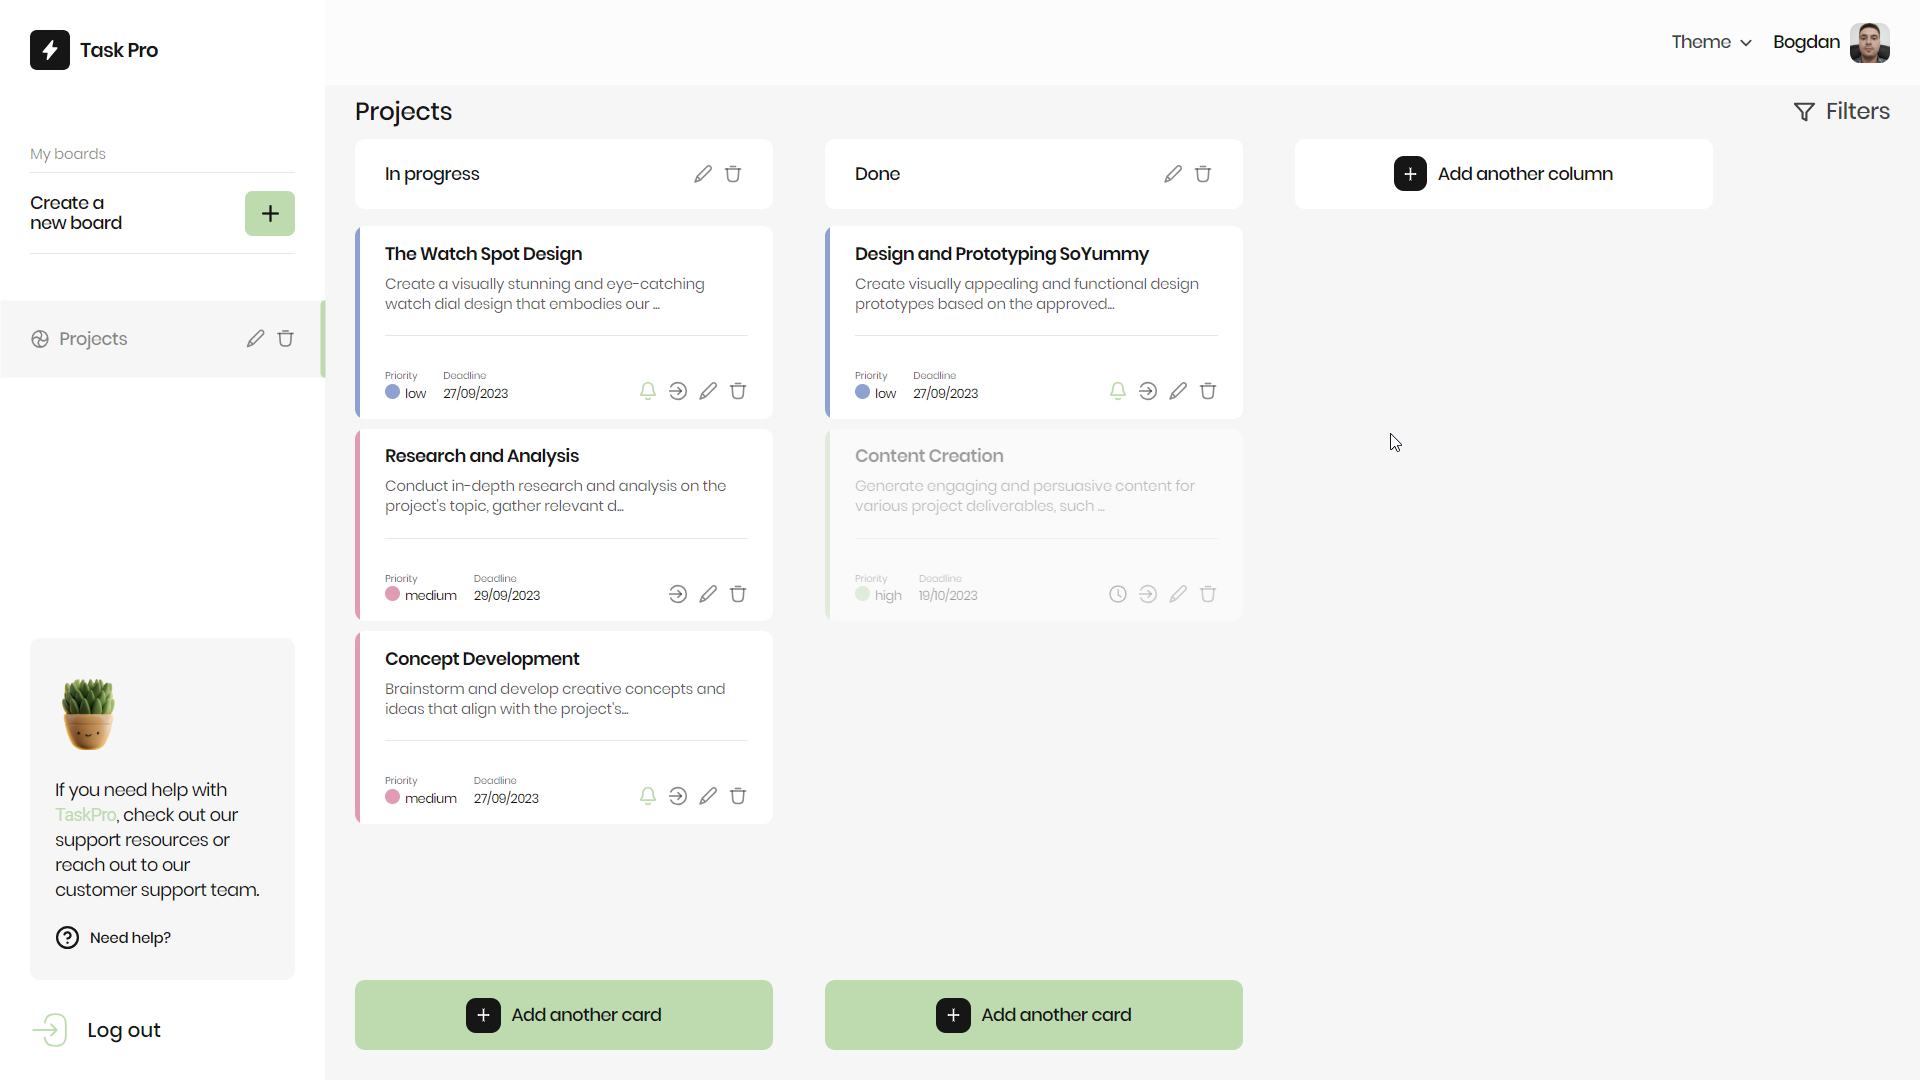 Task Pro
Theme
Bogdan
My boards
Create a
new board
Projects
If you need help with
TaskPro, check out our
support resources or
reach out to our
customer support team.
Need help?
Log out
Projects
Filters
In progress
The Watch Spot Design
Create a visually stunning and eye-catching
watch dial design that embodies our ...
Priority
Deadline
low
27/09/2023
Research and Analysis
Conduct in-depth research and analysis on the
project's topic, gather relevant d...
Priority
Deadline
medium
29/09/2023
Concept Development
Brainstorm and develop creative concepts and
ideas that align with the project's...
Priority
Deadline
medium
27/09/2023
Add another card
Done
Design and Prototyping SoYummy
Create visually appealing and functional design
prototypes based on the approved...
Priority
Deadline
low
27/09/2023
Content Creation
Generate engaging and persuasive content for
various project deliverables, such ...
Priority
Deadline
high
19/10/2023
Add another card
Add another column